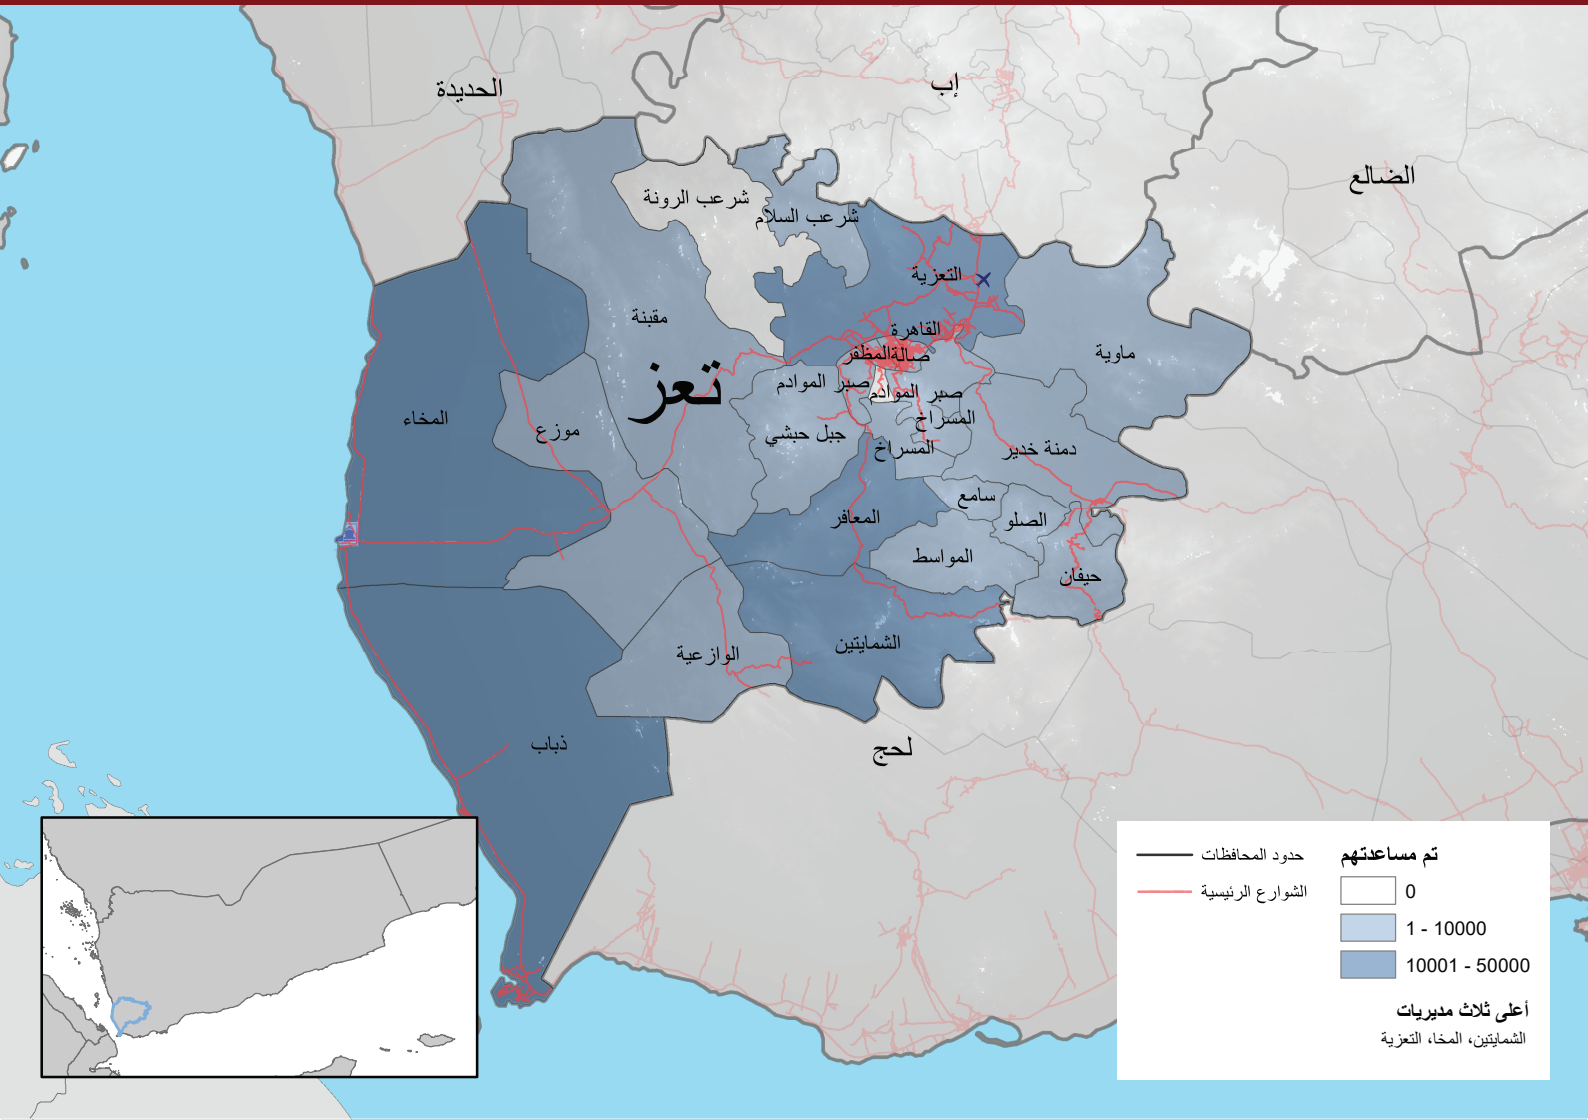 الحديدة
إب
الضالع
شرعب الرونة
شرعب السلام
التعزية
مقبنة
القاهرة
ماوية
المظفر
صالة
تعز
صبر الموادم
صبر الموادم
المخاء
موزع
جبل حبشي
المسراخ
المسراخ
دمنة خدير
سامع
المعافر
الصلو
المواسط
حيفان
الشمايتين
الوازعية
ذباب
لحج
تم مساعدتهم
0
1 - 10000
10001 - 50000
حدود المحافظات
الشوارع الرئيسية
أعلى ثلاث مديريات
الشمايتين، المخا، التعزية